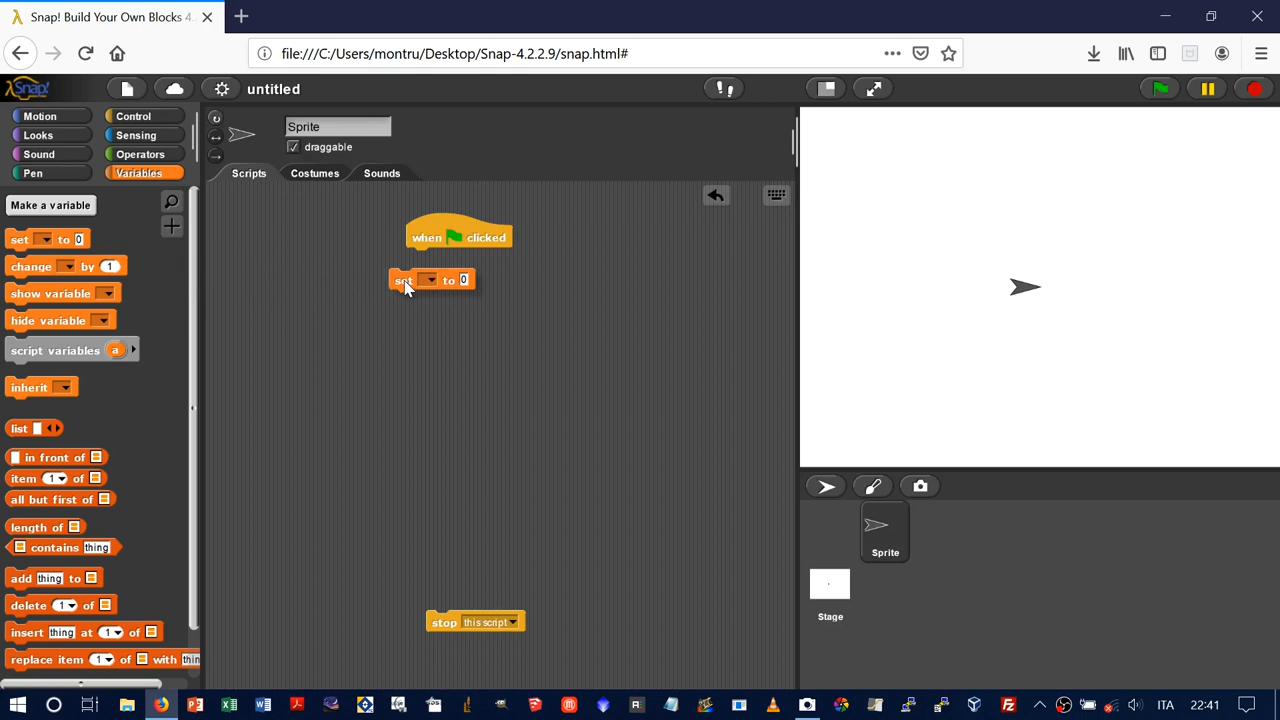 Snap! Build Your Own Blocks 4.
file:///C:/Users/montru/Desktop/Snap-4.2.2.9/snap.html#
Snap!
untitled
Motion
Control
Looks
Sensing
Sound
Operators
Pen
Variables
Sprite
draggable
Scripts
Costumes
Sounds
Make a variable
set to 0
change by 1
show variable
hide variable
script variables a
inherit
list
in front of
item 1 of
all but first of
length of
contains thing
add thing to
delete 1 of
insert thing at 1 of
replace item 1 of with thin
when clicked
set to 0
stop this script
Sprite
Stage
ITA
22:41